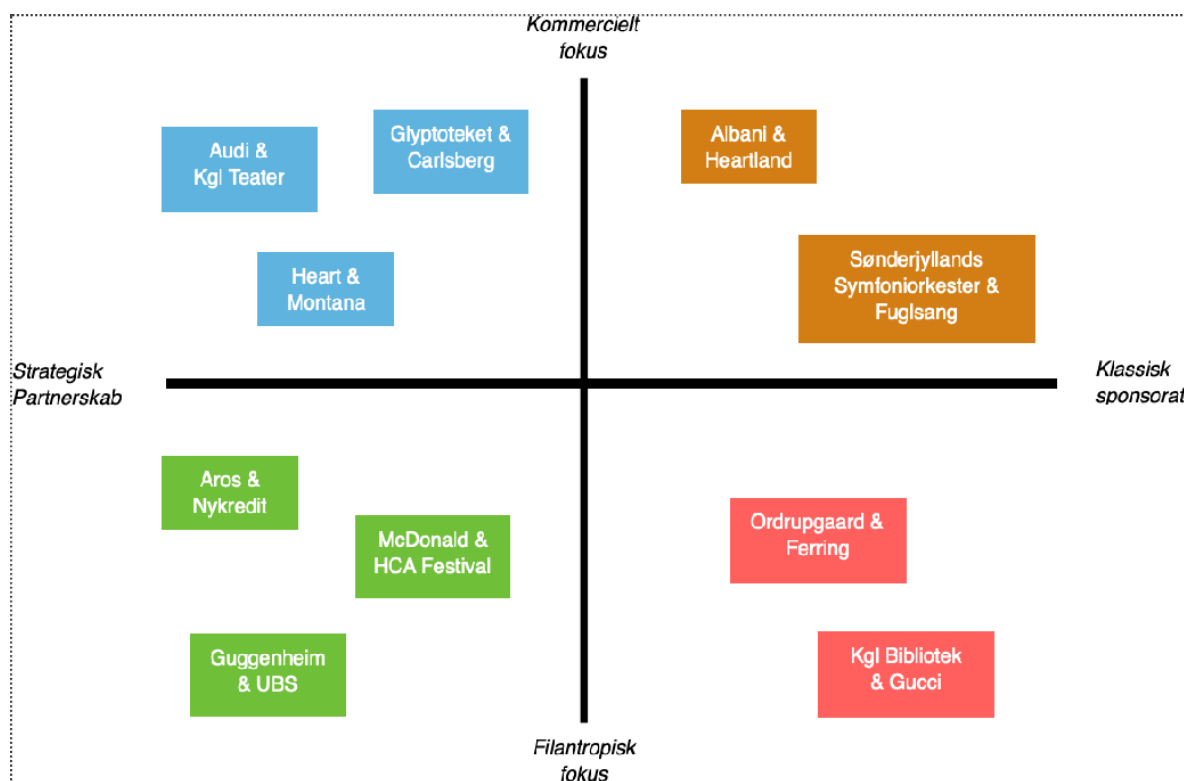 Kommercielt
fokus
Audi &
Kgl Teater
Glyptoteket &
Carlsberg
Albani &
Heartland
Heart &
Montana
Sønderjyllands
Symfoniorkester &
Fuglsang
Strategisk
Partnerskab
Klassisk
sponsorat
Aros &
Nykredit
McDonald &
HCA Festival
Ordrupgaard &
Ferring
Guggenheim
& UBS
Kgl Bibliotek
& Gucci
Filantropisk
fokus